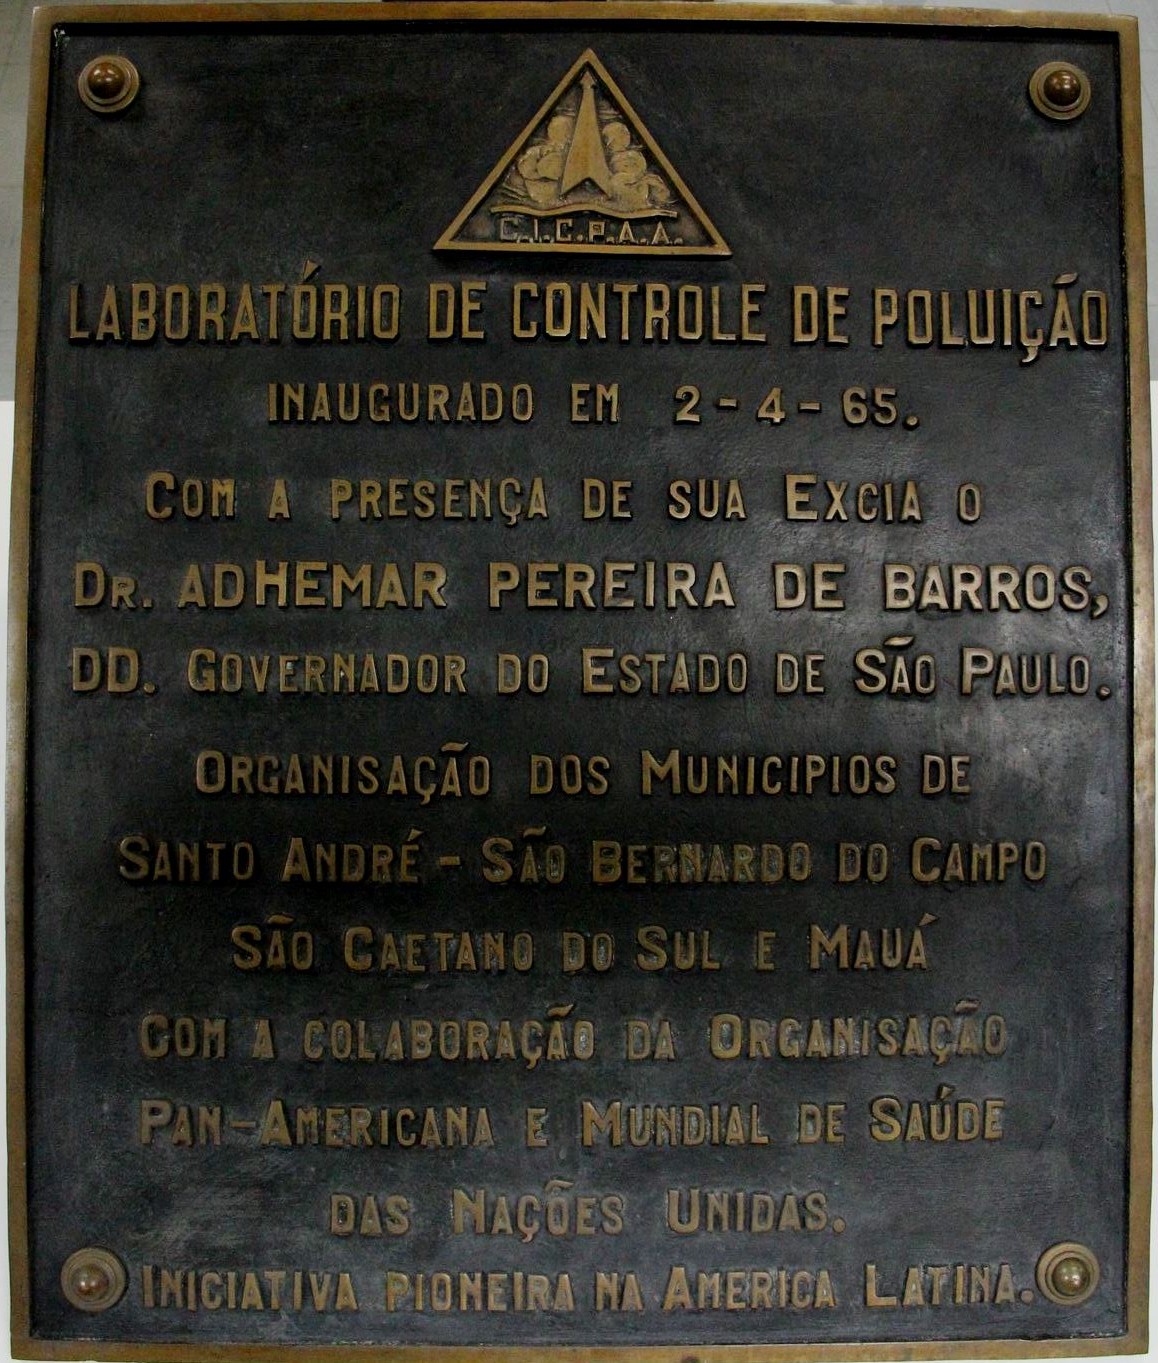 C.I.C.P.A.A.
LABORATÓRIO DE CONTROLE DE POLUIÇÃO
INAUGURADO EM 2-4-65.
COM A PRESENÇA DE SUA EXCIA O
DR. ADHEMAR PEREIRA DE BARROS,
DD. GOVERNADOR DO ESTADO DE SÃO PAULO.
ORGANISAÇÃO DOS MUNICIPIOS DE
SANTO ANDRÉ - SÃO BERNARDO DO CAMPO
SÃO CAETANO DO SUL E MAUÁ
COM A COLABORAÇÃO DA ORGANISAÇÃO
PAN-AMERICANA E MUNDIAL DE SAÚDE
DAS NAÇÕES UNIDAS.
INICIATIVA PIONEIRA NA AMERICA LATINA.